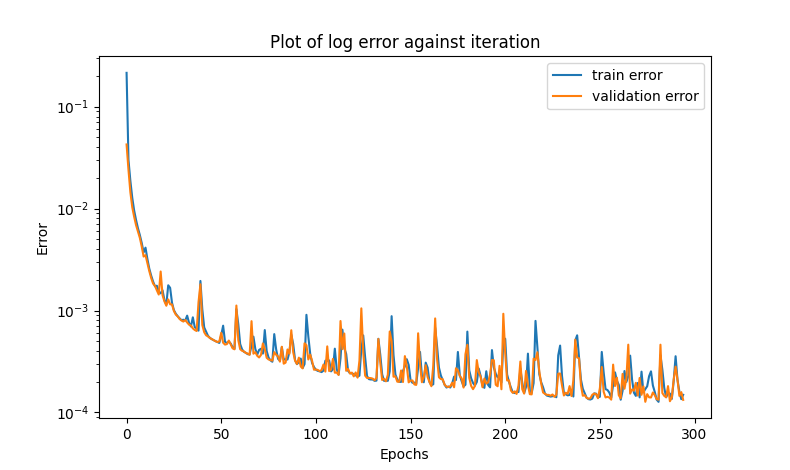 Plot of log error against iteration
train error
validation error
Error
10⁻¹
10⁻²
10⁻³
10⁻⁴
0 50 100 150 200 250 300
Epochs